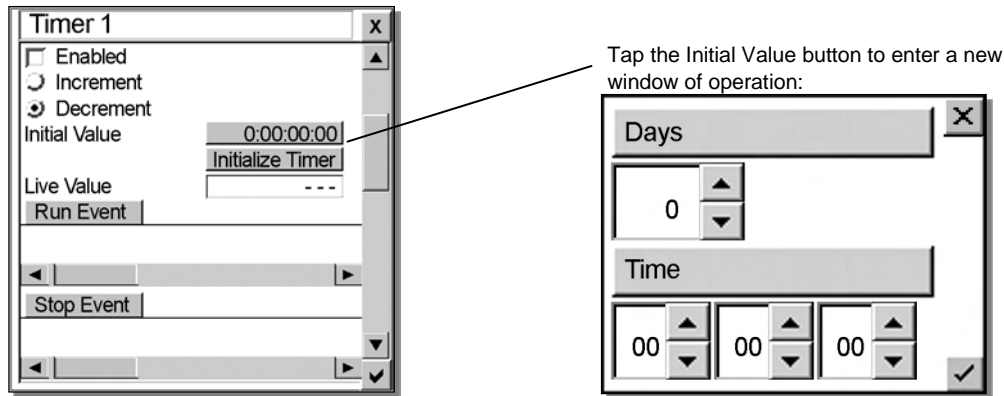 Timer 1 X
Enabled
Increment
Decrement
Initial Value 0:00:00:00
Initialize Timer
Live Value ---
Run Event
Stop Event
Tap the Initial Value button to enter a new
window of operation:
Days
0
Time
00 00 00